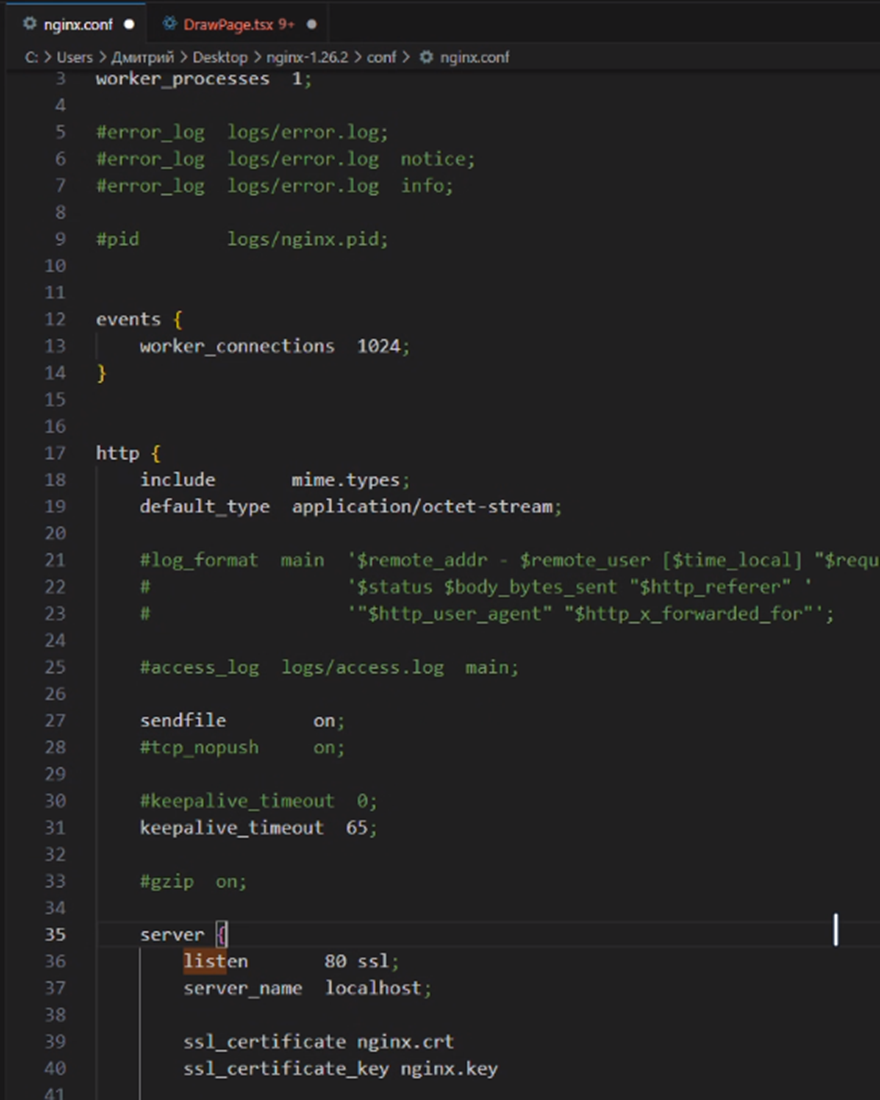 nginx.conf DrawPage.tsx 9+
C: > Users > Дмитрий > Desktop > nginx-1.26.2 > conf > nginx.conf
3 worker_processes  1;
4
5 #error_log  logs/error.log;
6 #error_log  logs/error.log  notice;
7 #error_log  logs/error.log  info;
8
9 #pid        logs/nginx.pid;
10
11
12 events {
13     worker_connections  1024;
14 }
15
16
17 http {
18     include       mime.types;
19     default_type  application/octet-stream;
20
21     #log_format  main  '$remote_addr - $remote_user [$time_local] "$requ
22     #                  '$status $body_bytes_sent "$http_referer" '
23     #                  '"$http_user_agent" "$http_x_forwarded_for"';
24
25     #access_log  logs/access.log  main;
26
27     sendfile        on;
28     #tcp_nopush     on;
29
30     #keepalive_timeout  0;
31     keepalive_timeout  65;
32
33     #gzip  on;
34
35     server {
36         listen       80 ssl;
37         server_name  localhost;
38
39         ssl_certificate nginx.crt
40         ssl_certificate_key nginx.key
41